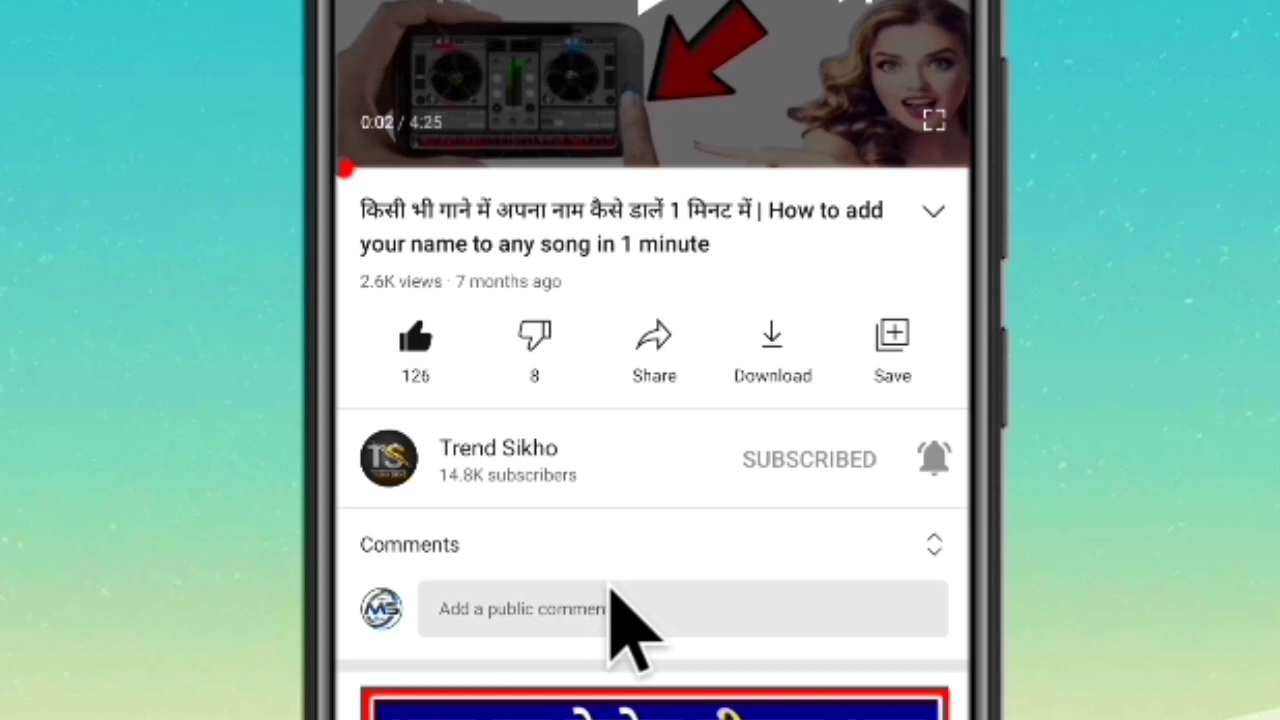 0:02 / 4:25
किसी भी गाने में अपना नाम कैसे डालें 1 मिनट में | How to add
your name to any song in 1 minute
2.6K views · 7 months ago
126
8
Share
Download
Save
TS
Trend Sikho
14.8K subscribers
SUBSCRIBED
Comments
MS
Add a public commen